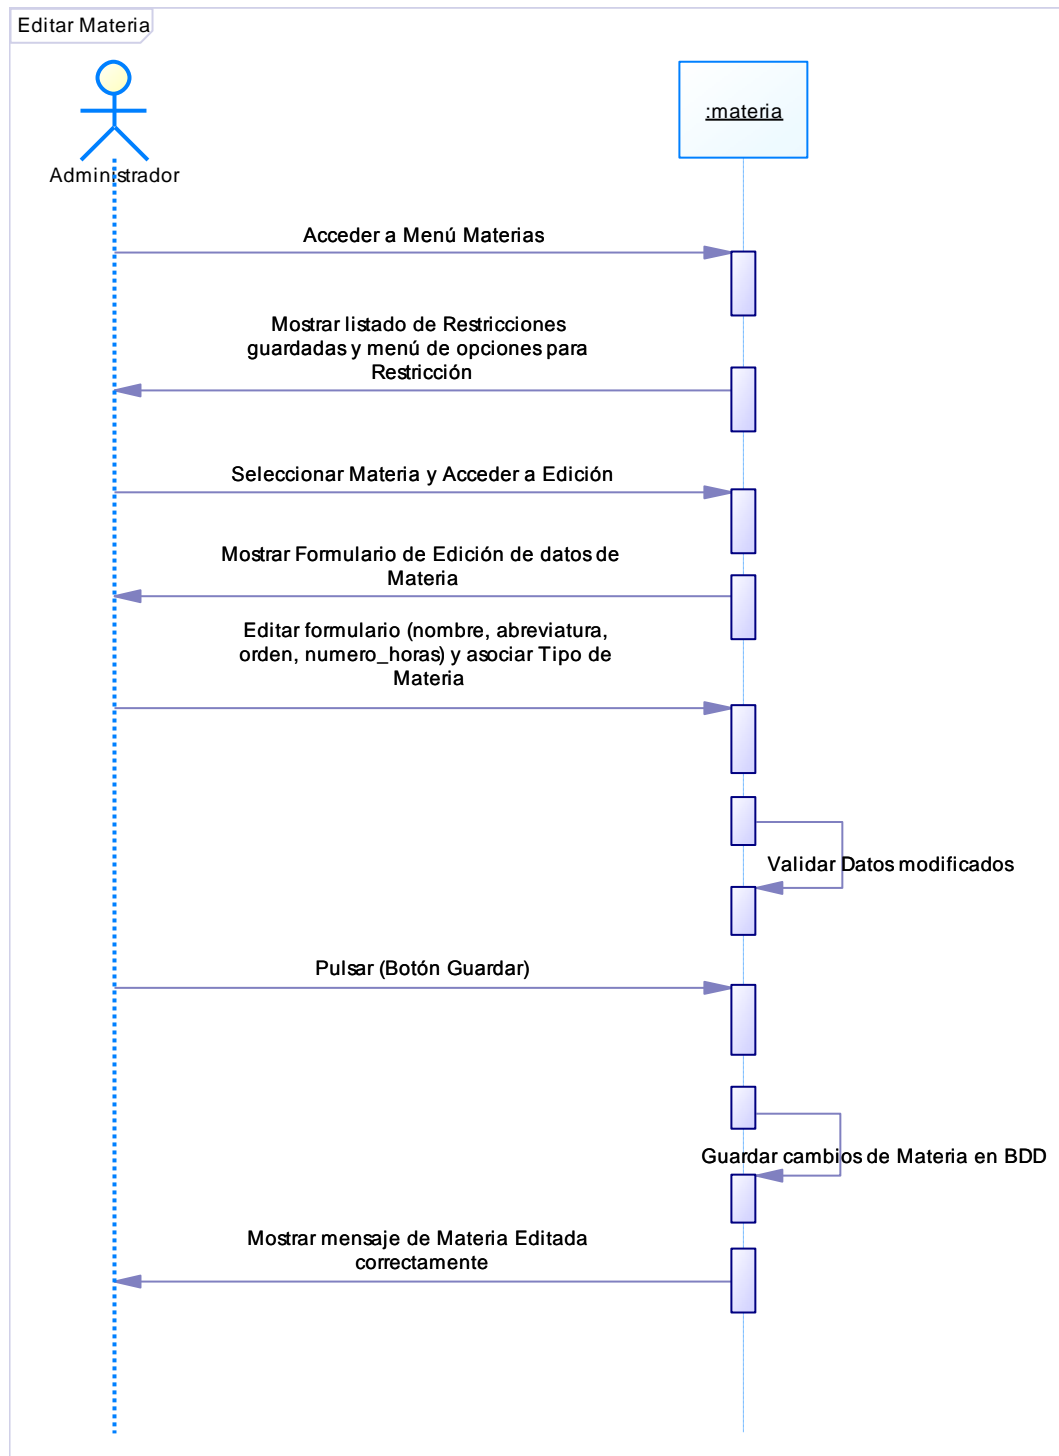 Editar Materia
:materia
Administrador
Acceder a Menú Materias
Mostrar listado de Restricciones
guardadas y menú de opciones para
Restricción
Seleccionar Materia y Acceder a Edición
Mostrar Formulario de Edición de datos de
Materia
Editar formulario (nombre, abreviatura,
orden, numero_horas) y asociar Tipo de
Materia
Validar Datos modificados
Pulsar (Botón Guardar)
Guardar cambios de Materia en BDD
Mostrar mensaje de Materia Editada
correctamente